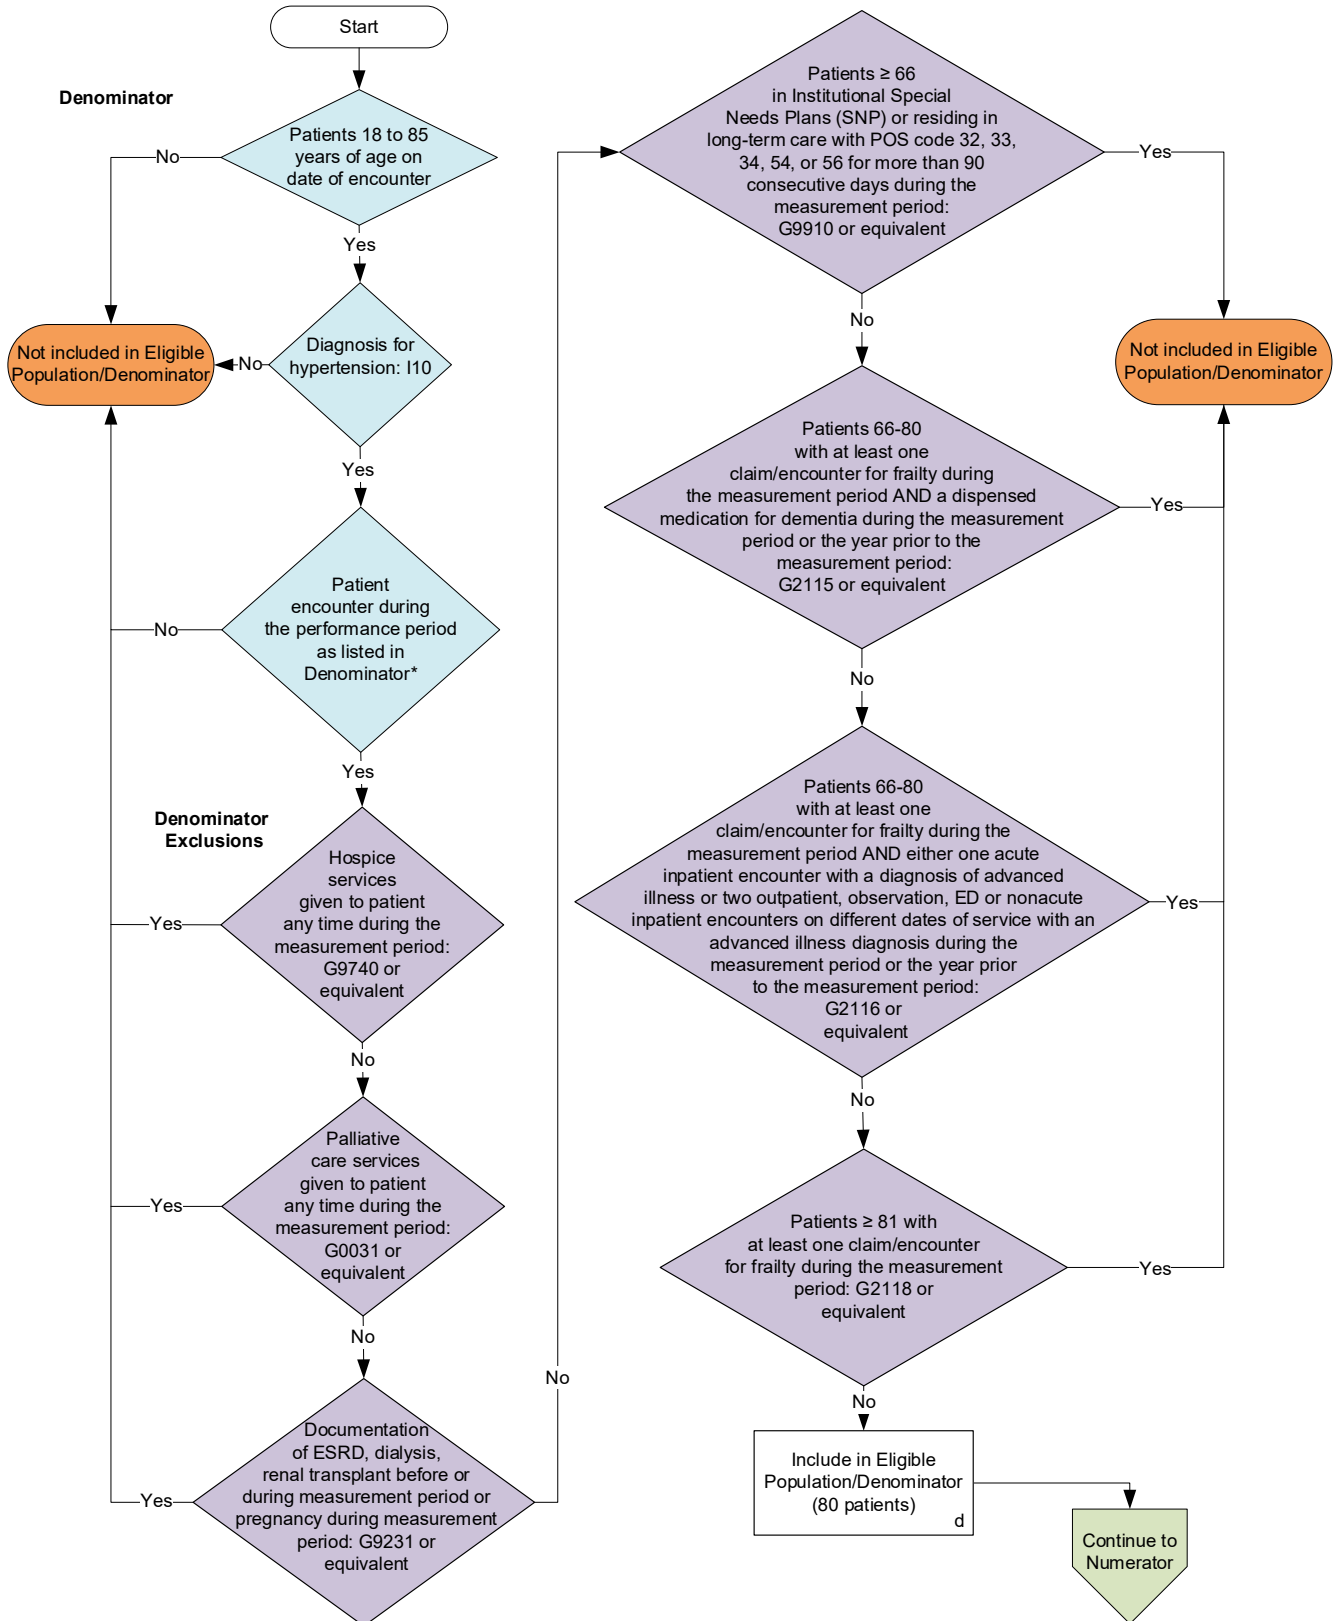 Start
Denominator
Patients 18 to 85
years of age on
date of encounter
No
Yes
Diagnosis for
hypertension: I10
No
Not included in Eligible
Population/Denominator
Yes
Patient
encounter during
the performance period
as listed in
Denominator*
No
Yes
Denominator
Exclusions
Hospice
services
given to patient
any time during the
measurement period:
G9740 or
equivalent
Yes
No
Palliative
care services
given to patient
any time during the
measurement period:
G0031 or
equivalent
Yes
No
Documentation
of ESRD, dialysis,
renal transplant before or
during measurement period or
pregnancy during measurement
period: G9231 or
equivalent
Yes
No
Patients ≥ 66
in Institutional Special
Needs Plans (SNP) or residing in
long-term care with POS code 32, 33,
34, 54, or 56 for more than 90
consecutive days during the
measurement period:
G9910 or equivalent
Yes
No
Not included in Eligible
Population/Denominator
Patients 66-80
with at least one
claim/encounter for frailty during
the measurement period AND a dispensed
medication for dementia during the measurement
period or the year prior to the
measurement period:
G2115 or equivalent
Yes
No
Patients 66-80
with at least one
claim/encounter for frailty during the
measurement period AND either one acute
inpatient encounter with a diagnosis of advanced
illness or two outpatient, observation, ED or nonacute
inpatient encounters on different dates of service with an
advanced illness diagnosis during the
measurement period or the year prior
to the measurement period:
G2116 or
equivalent
Yes
No
Patients ≥ 81 with
at least one claim/encounter
for frailty during the measurement
period: G2118 or
equivalent
Yes
No
Include in Eligible
Population/Denominator
(80 patients)
d
Continue to
Numerator